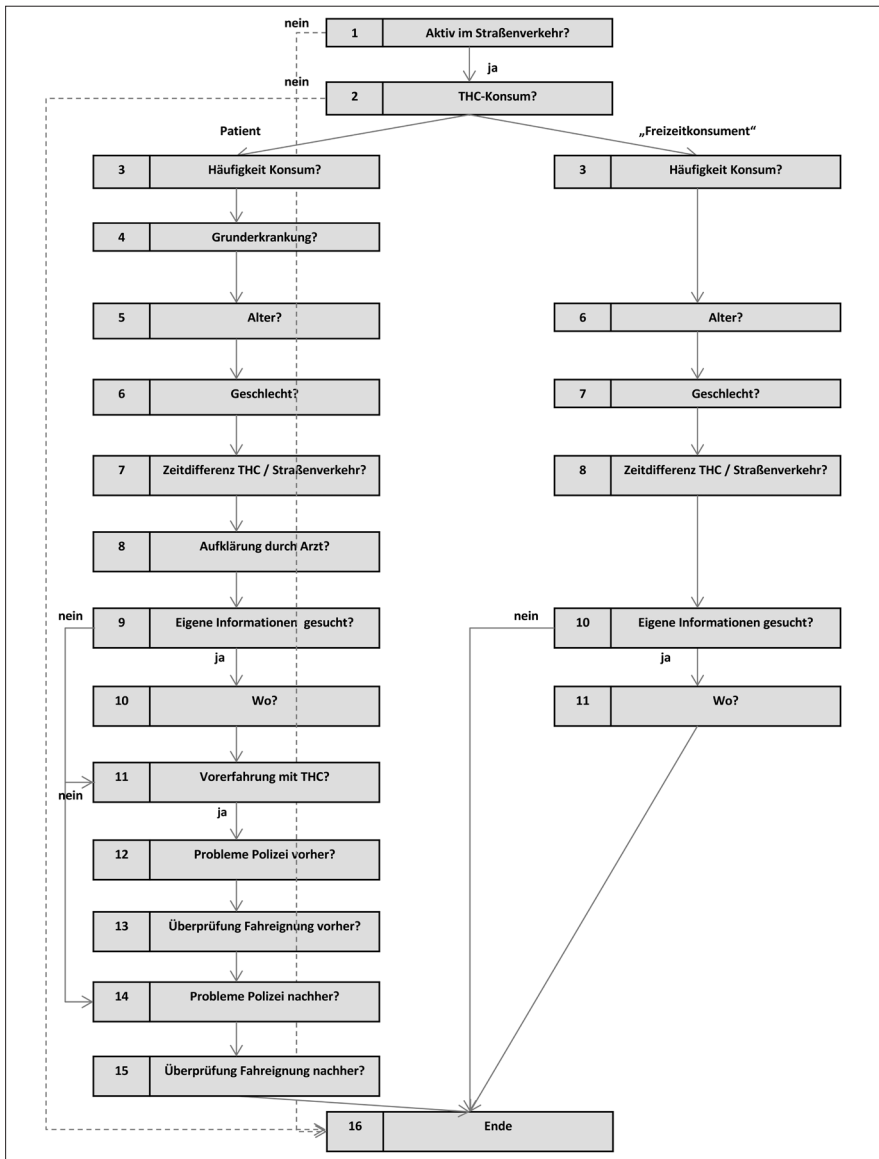 nein
1 Aktiv im Straßenverkehr?
ja
nein
2 THC-Konsum?
Patient
„Freizeitkonsument“
3 Häufigkeit Konsum?
3 Häufigkeit Konsum?
4 Grunderkrankung?
5 Alter?
6 Alter?
6 Geschlecht?
7 Geschlecht?
7 Zeitdifferenz THC / Straßenverkehr?
8 Zeitdifferenz THC / Straßenverkehr?
8 Aufklärung durch Arzt?
nein
9 Eigene Informationen gesucht?
nein
10 Eigene Informationen gesucht?
ja
ja
10 Wo?
11 Wo?
11 Vorerfahrung mit THC?
nein
ja
12 Probleme Polizei vorher?
13 Überprüfung Fahreignung vorher?
14 Probleme Polizei nachher?
15 Überprüfung Fahreignung nachher?
16 Ende